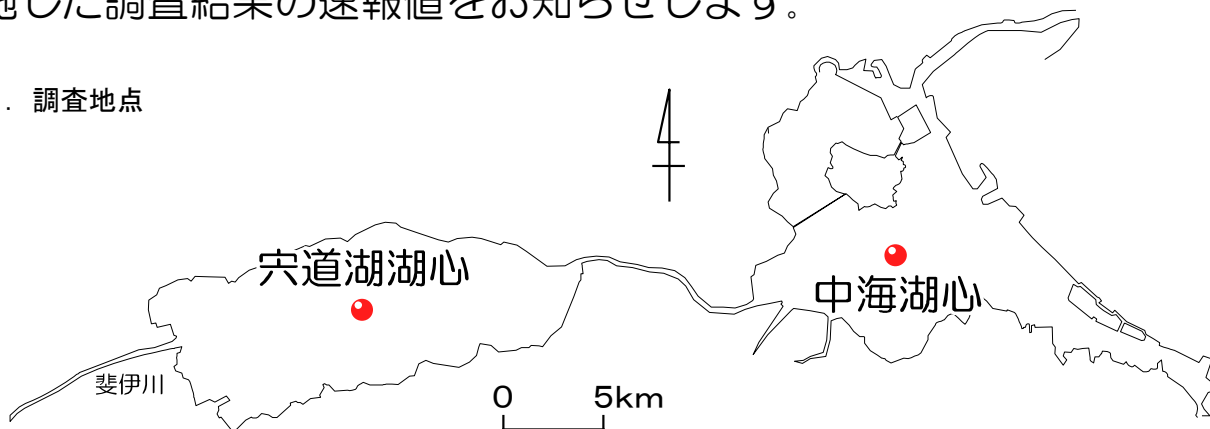 施した調査結果の速報値をお知らせします。
．調査地点
宍道湖湖心
中海湖心
斐伊川
0 5km